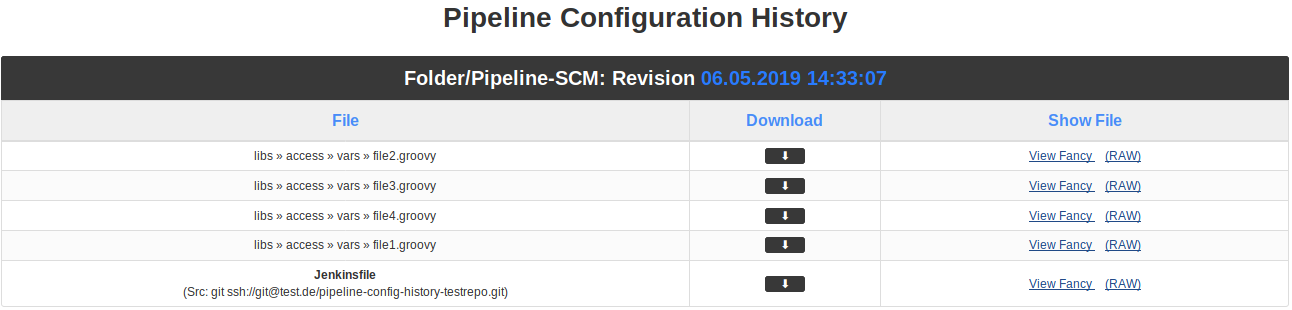 Pipeline Configuration History
Folder/Pipeline-SCM: Revision 06.05.2019 14:33:07
File Download Show File
libs » access » vars » file2.groovy ⬇ View Fancy (RAW)
libs » access » vars » file3.groovy ⬇ View Fancy (RAW)
libs » access » vars » file4.groovy ⬇ View Fancy (RAW)
libs » access » vars » file1.groovy ⬇ View Fancy (RAW)
Jenkinsfile
(Src: git ssh://git@test.de/pipeline-config-history-testrepo.git) ⬇ View Fancy (RAW)